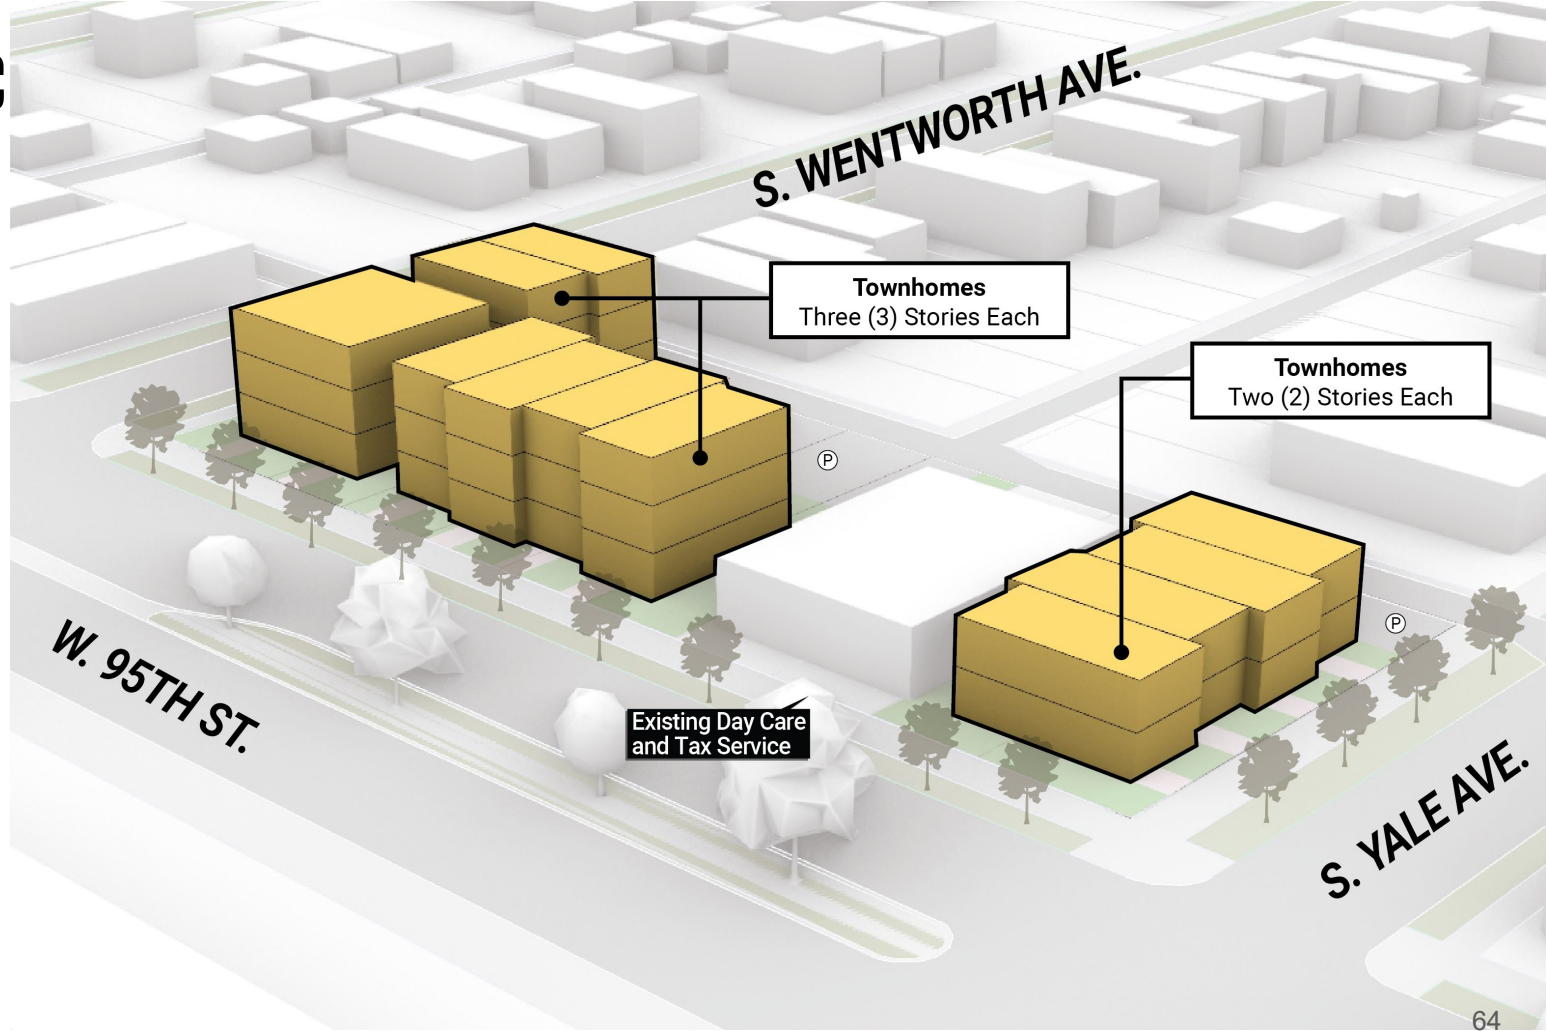 S. WENTWORTH AVE.
Townhomes
Three (3) Stories Each
Townhomes
Two (2) Stories Each
P
P
W. 95TH ST.
Existing Day Care
and Tax Service
S. YALE AVE.
64